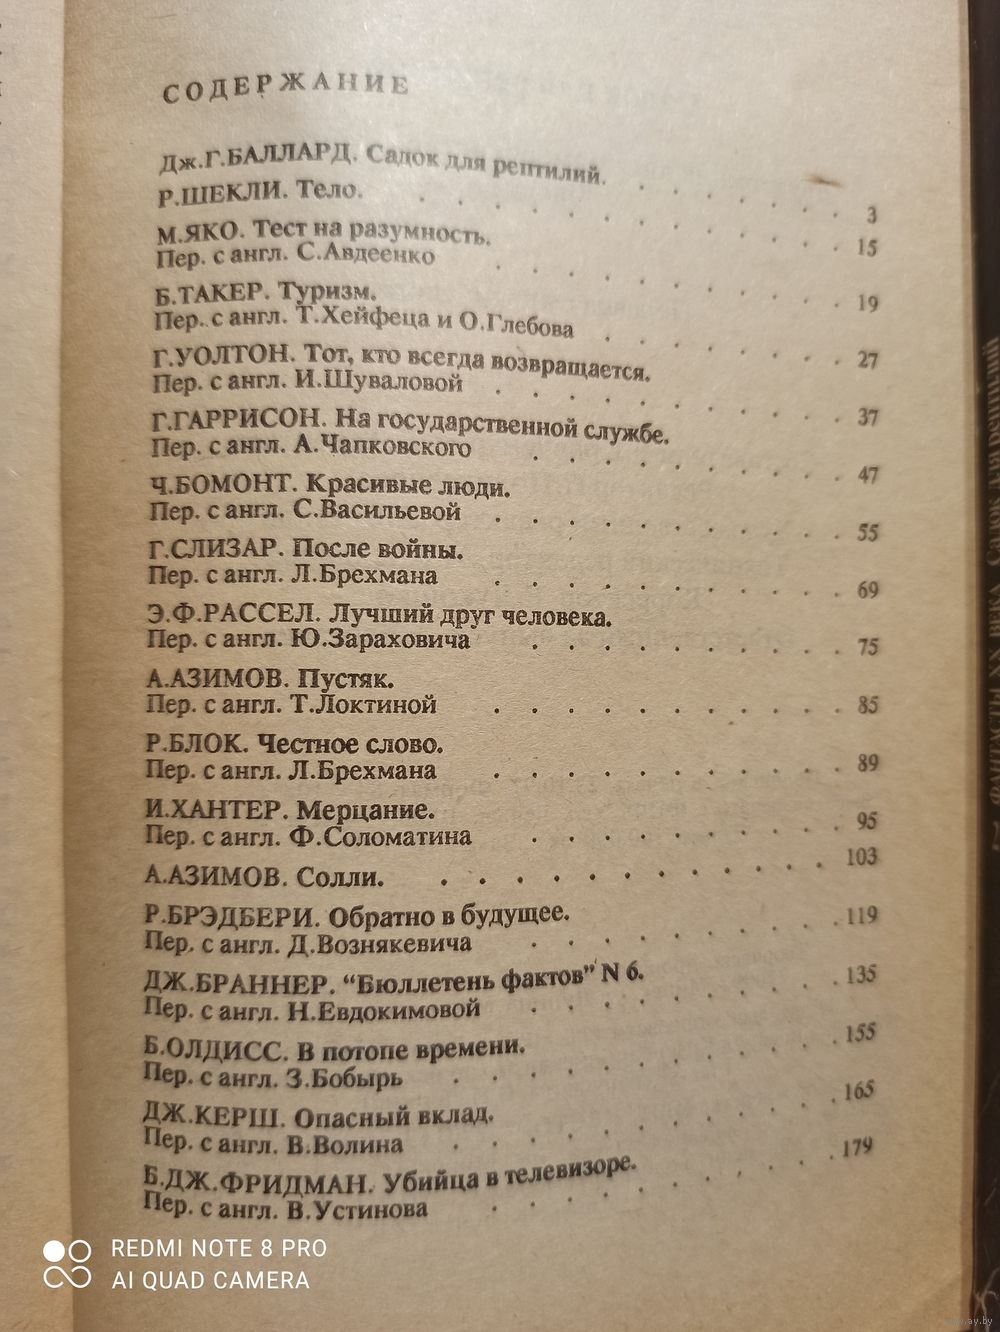 СОДЕРЖАНИЕ
Дж.Г.БАЛЛАРД. Садок для рептилий. . . . . . . 3
Р.ШЕКЛИ. Тело. . . . . . . . . . . . . 15
М.ЯКО. Тест на разумность.
Пер. с англ. С.Авдеенко . . . . . . . . . . 19
Б.ТАКЕР. Туризм.
Пер. с англ. Т.Хейфеца и О.Глебова . . . . . . . 27
Г.УОЛТОН. Тот, кто всегда возвращается.
Пер. с англ. И.Шуваловой . . . . . . . . . . 37
Г.ГАРРИСОН. На государственной службе.
Пер. с англ. А.Чапковского . . . . . . . . . 47
Ч.БОМОНТ. Красивые люди.
Пер. с англ. С.Васильевой . . . . . . . . . . 55
Г.СЛИЗАР. После войны.
Пер. с англ. Л.Брехмана . . . . . . . . . . 69
Э.Ф.РАССЕЛ. Лучший друг человека.
Пер. с англ. Ю.Зараховича . . . . . . . . . 75
А.АЗИМОВ. Пустяк.
Пер. с англ. Т.Локтиной . . . . . . . . . . 85
Р.БЛОК. Честное слово.
Пер. с англ. Л.Брехмана . . . . . . . . . . 89
И.ХАНТЕР. Мерцание.
Пер. с англ. Ф.Соломатина . . . . . . . . . 95
А.АЗИМОВ. Солли. . . . . . . . . . . . 103
Р.БРЭДБЕРИ. Обратно в будущее.
Пер. с англ. Д.Вознякевича . . . . . . . . . 119
ДЖ.БРАННЕР. “Бюллетень фактов” N 6.
Пер. с англ. Н.Евдокимовой . . . . . . . . . 135
Б.ОЛДИСС. В потопе времени.
Пер. с англ. З.Бобырь . . . . . . . . . . . 155
ДЖ.КЕРШ. Опасный вклад.
Пер. с англ. В.Волина . . . . . . . . . . . 165
Б.ДЖ.ФРИДМАН. Убийца в телевизоре.
Пер. с англ. В.Устинова . . . . . . . . . . 179
ФАНТАСТЫ XX ВЕКА Садок для рептилий
REDMI NOTE 8 PRO
AI QUAD CAMERA